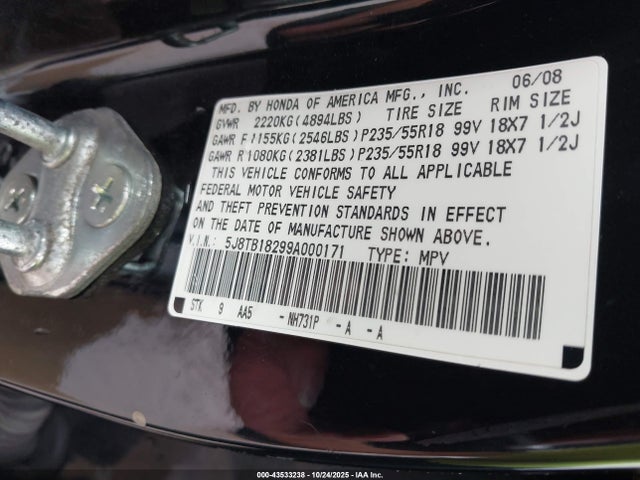 MFD. BY HONDA OF AMERICA MFG., INC. 06/08
GVWR 2220KG(4894LBS) TIRE SIZE RIM SIZE
GAWR F 1155KG(2546LBS)P235/55R18 99V 18X7 1/2J
GAWR R1080KG(2381LBS)P235/55R18 99V 18X7 1/2J
THIS VEHICLE CONFORMS TO ALL APPLICABLE
FEDERAL MOTOR VEHICLE SAFETY
AND THEFT PREVENTION STANDARDS IN EFFECT
ON THE DATE OF MANUFACTURE SHOWN ABOVE.
V.I.N.: 5J8TB18299A000171 TYPE: MPV
STK 9 AA5 -NH731P -A -A
000-43533238 - 10/24/2025 - IAA Inc.